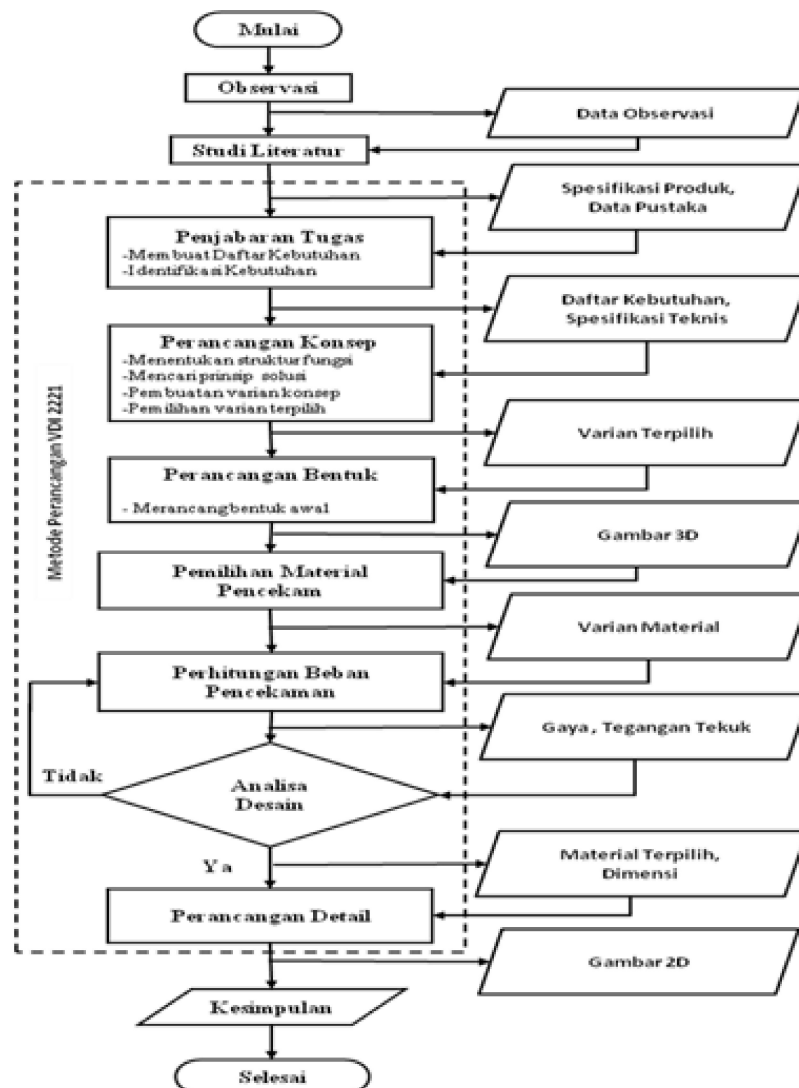 Mulai
Observasi
Data Observasi
Studi Literatur
Spesifikasi Produk,
Data Pustaka
Penjabaran Tugas
-Membuat Daftar Kebutuhan
-Identifikasi Kebutuhan
Daftar Kebutuhan,
Spesifikasi Teknis
Perancangan Konsep
-Menentukan struktur fungsi
-Mencari prinsip solusi
-Pembuatan varian konsep
-Pemilihan varian terpilih
Varian Terpilih
Perancangan Bentuk
- Merancang bentuk awal
Gambar 3D
Pemilihan Material
Pencekam
Varian Material
Perhitungan Beban
Pencekaman
Gaya , Tegangan Tekuk
Tidak
Analisa
Desain
Ya
Material Terpilih,
Dimensi
Perancangan Detail
Gambar 2D
Kesimpulan
Selesai
Metode Perancangan VDI 2221